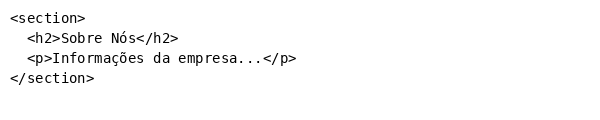 <section>
  <h2>Sobre Nós</h2>
  <p>Informações da empresa...</p>
</section>